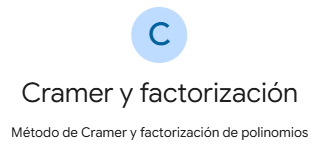 C
Cramer y factorización
Método de Cramer y factorización de polinomios